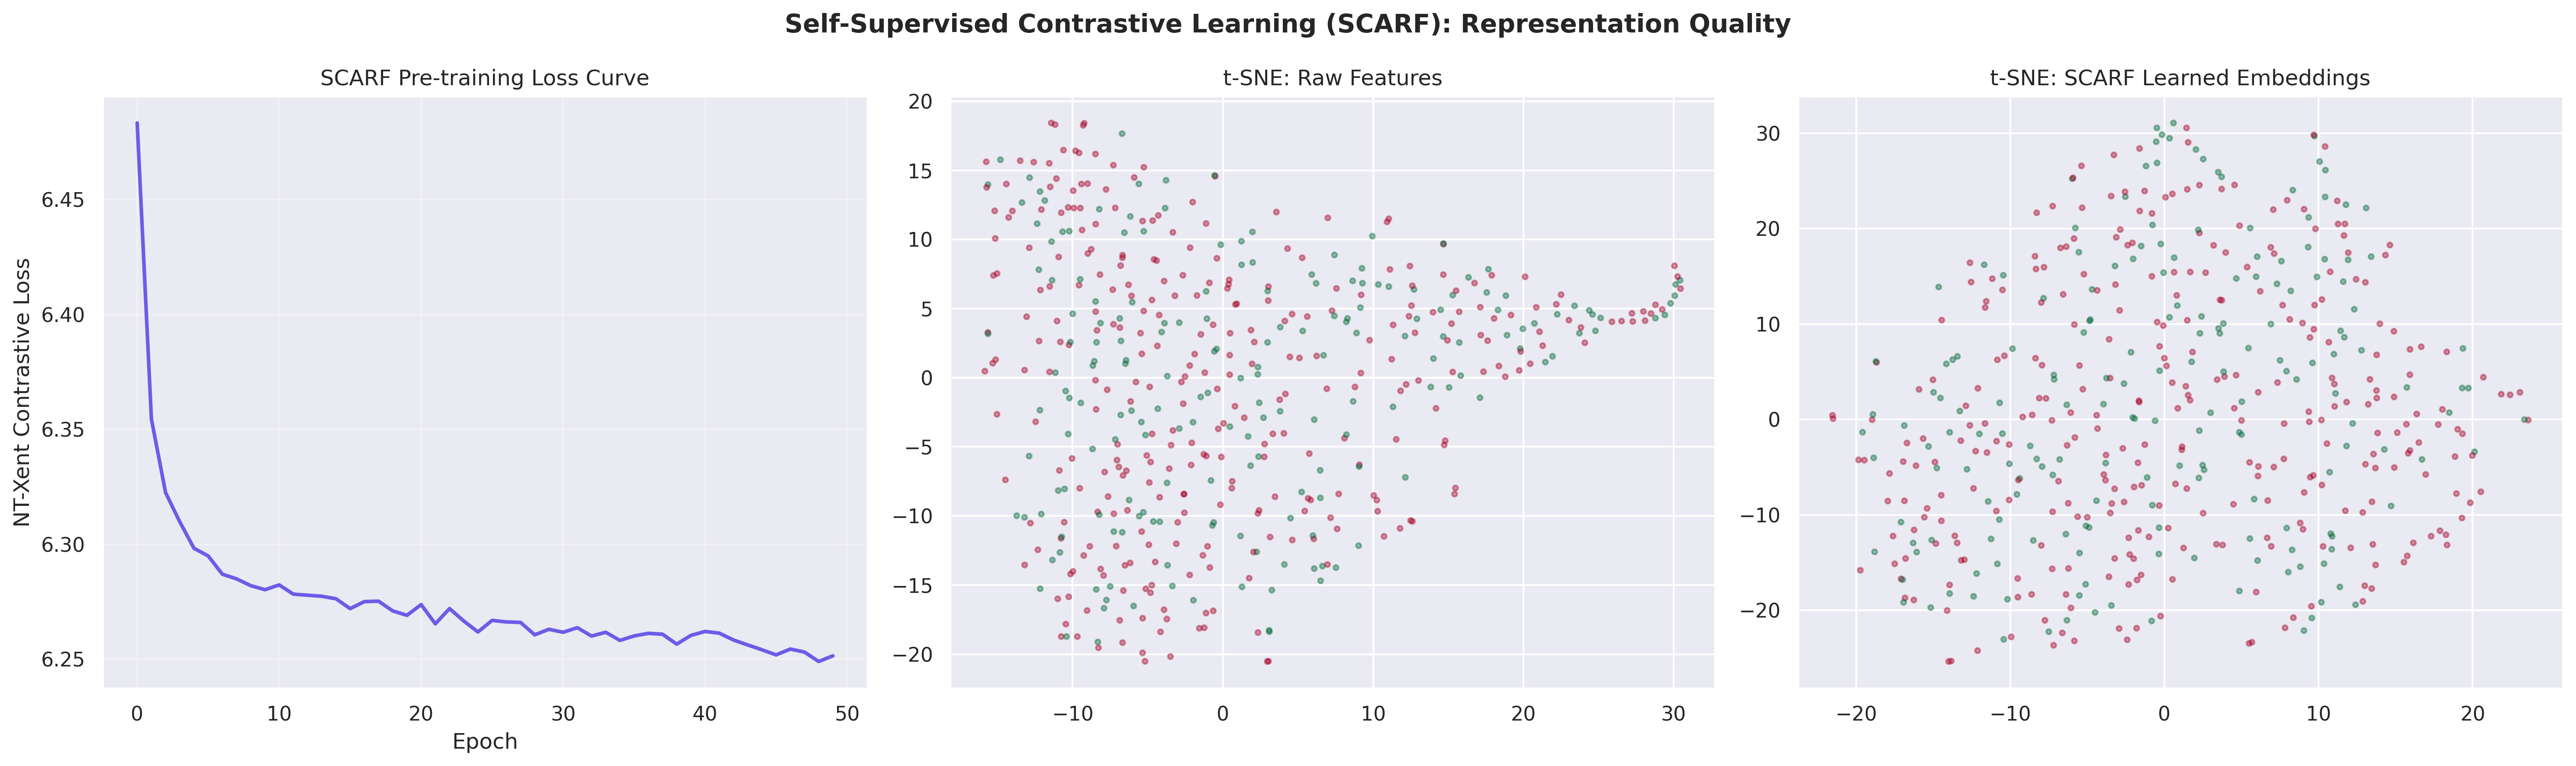 Self-Supervised Contrastive Learning (SCARF): Representation Quality
SCARF Pre-training Loss Curve
NT-Xent Contrastive Loss
6.45
6.40
6.35
6.30
6.25
0 10 20 30 40 50
Epoch
t-SNE: Raw Features
20
15
10
5
0
−5
−10
−15
−20
−10 0 10 20 30
t-SNE: SCARF Learned Embeddings
30
20
10
0
−10
−20
−20 −10 0 10 20